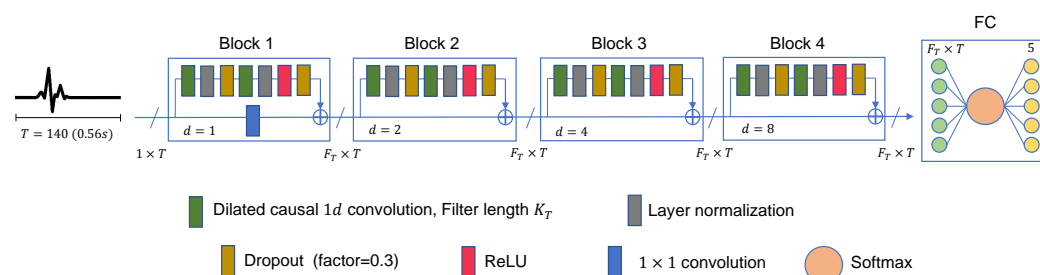 FC
Block 1
Block 2
Block 3
Block 4
F_T × T
5
T = 140 (0.56s)
d = 1
d = 2
d = 4
d = 8
1 × T
F_T × T
F_T × T
F_T × T
F_T × T
Dilated causal 1d convolution, Filter length K_T
Layer normalization
Dropout (factor=0.3)
ReLU
1 × 1 convolution
Softmax